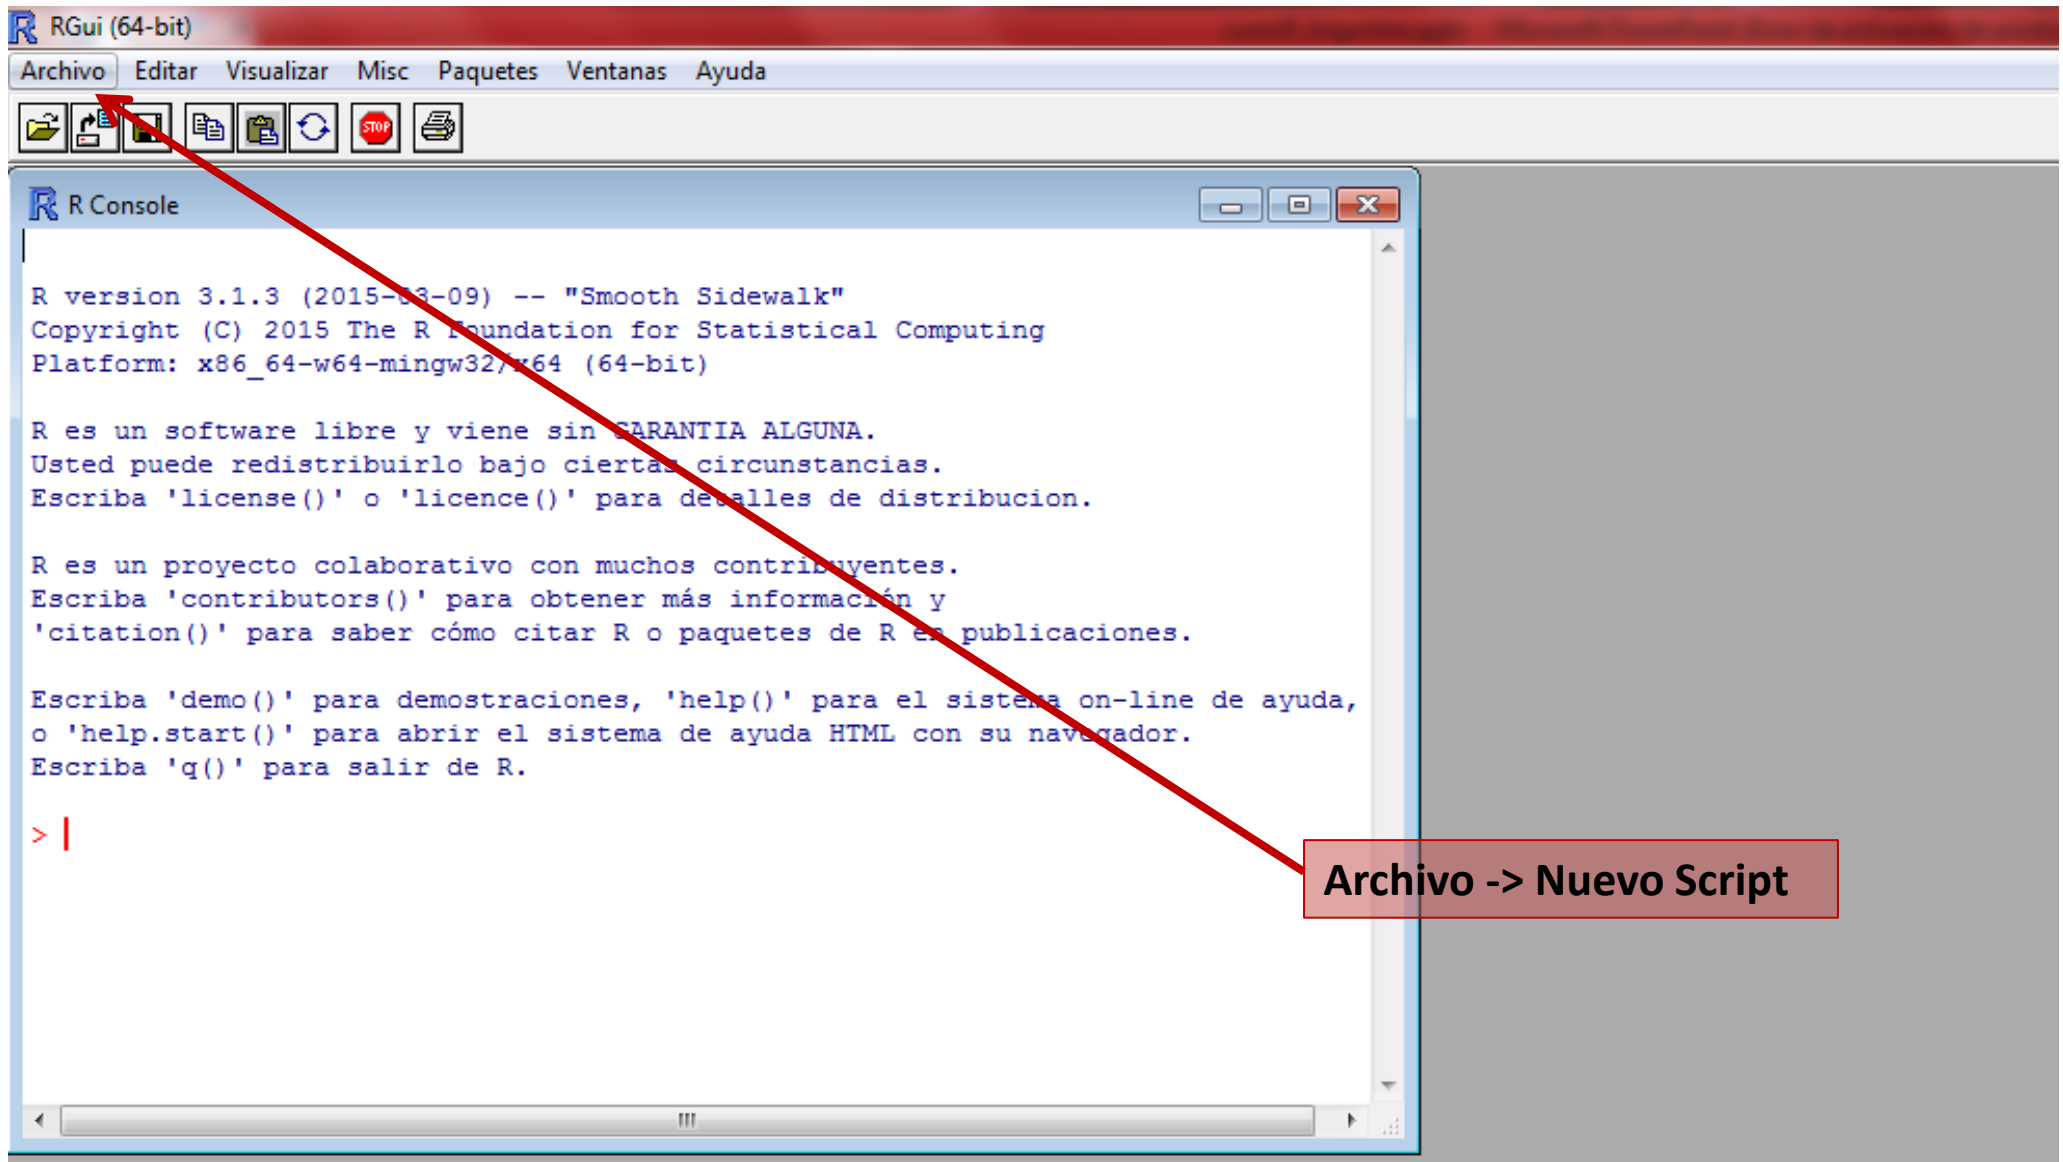 RGui (64-bit)
Archivo Editar Visualizar Misc Paquetes Ventanas Ayuda
STOP
R Console
R version 3.1.3 (2015-03-09) -- "Smooth Sidewalk"
Copyright (C) 2015 The R Foundation for Statistical Computing
Platform: x86_64-w64-mingw32/x64 (64-bit)
R es un software libre y viene sin GARANTIA ALGUNA.
Usted puede redistribuirlo bajo ciertas circunstancias.
Escriba 'license()' o 'licence()' para detalles de distribucion.
R es un proyecto colaborativo con muchos contribuyentes.
Escriba 'contributors()' para obtener más información y
'citation()' para saber cómo citar R o paquetes de R en publicaciones.
Escriba 'demo()' para demostraciones, 'help()' para el sistema on-line de ayuda,
o 'help.start()' para abrir el sistema de ayuda HTML con su navegador.
Escriba 'q()' para salir de R.
>
Archivo -> Nuevo Script